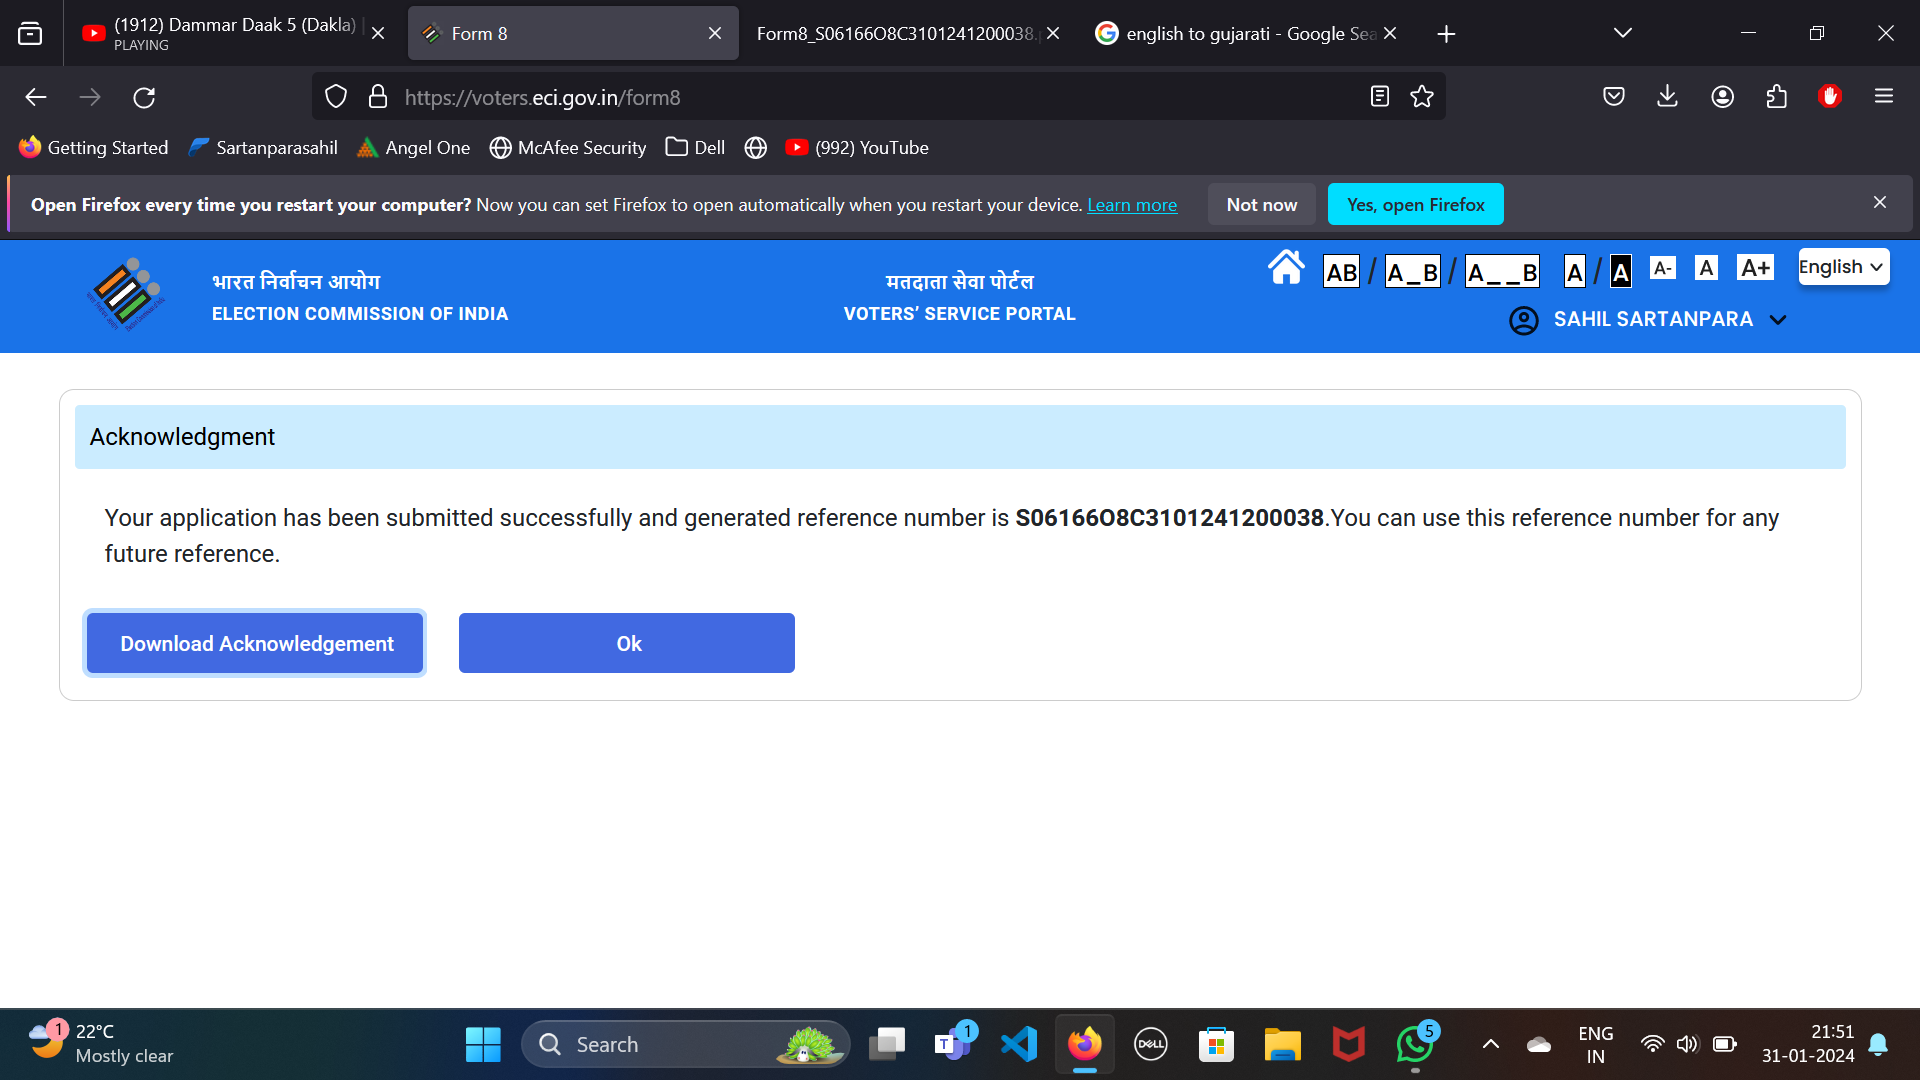 (1912) Dammar Daak 5 (Dakla)
PLAYING
Form 8
Form8_S06166O8C3101241200038.
english to gujarati - Google Sea
https://voters.eci.gov.in/form8
Getting Started
Sartanparasahil
Angel One
McAfee Security
Dell
(992) YouTube
Open Firefox every time you restart your computer? Now you can set Firefox to open automatically when you restart your device. Learn more
Not now
Yes, open Firefox
भारत निर्वाचन आयोग
ELECTION COMMISSION OF INDIA
मतदाता सेवा पोर्टल
VOTERS’ SERVICE PORTAL
AB / A_B / A__B A / A A- A A+
English
SAHIL SARTANPARA
Acknowledgment
Your application has been submitted successfully and generated reference number is S06166O8C3101241200038.You can use this reference number for any
future reference.
Download Acknowledgement
Ok
1
22°C
Mostly clear
Search
T
1
DELL
5
ENG
IN
21:51
31-01-2024